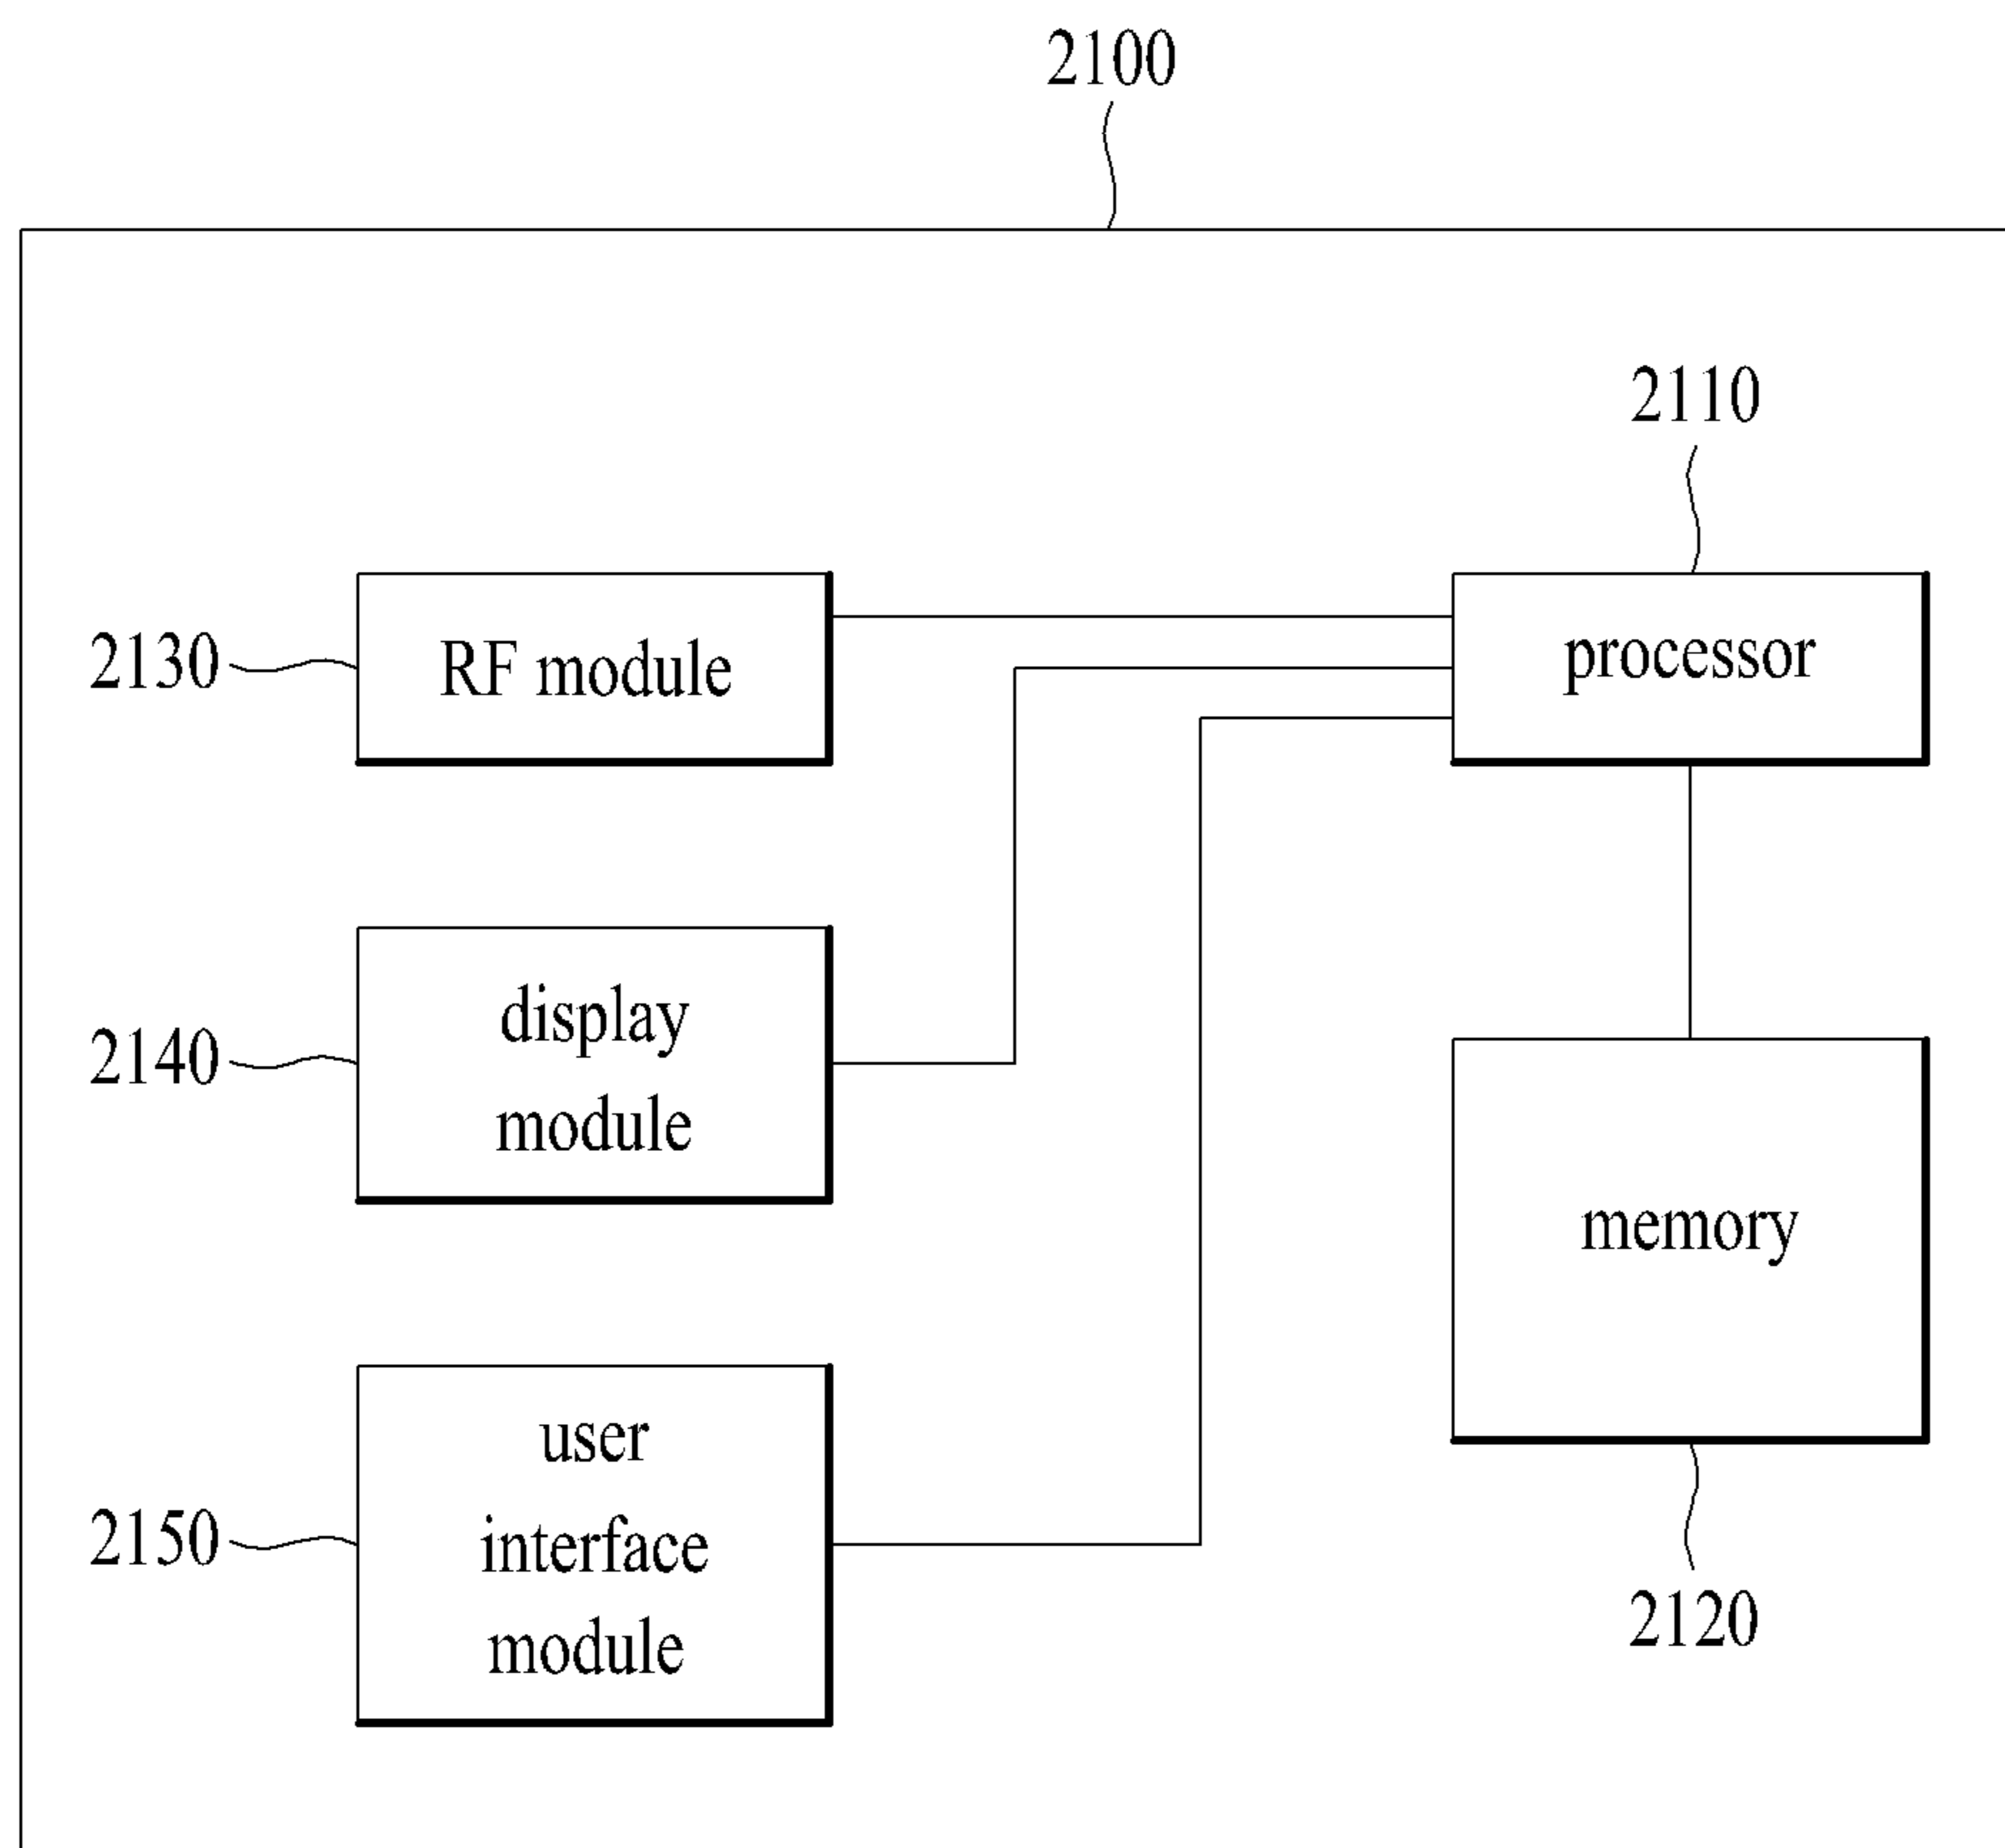 2100
2110
2130
RF module
processor
2140
display
module
memory
2150
user
interface
module
2120